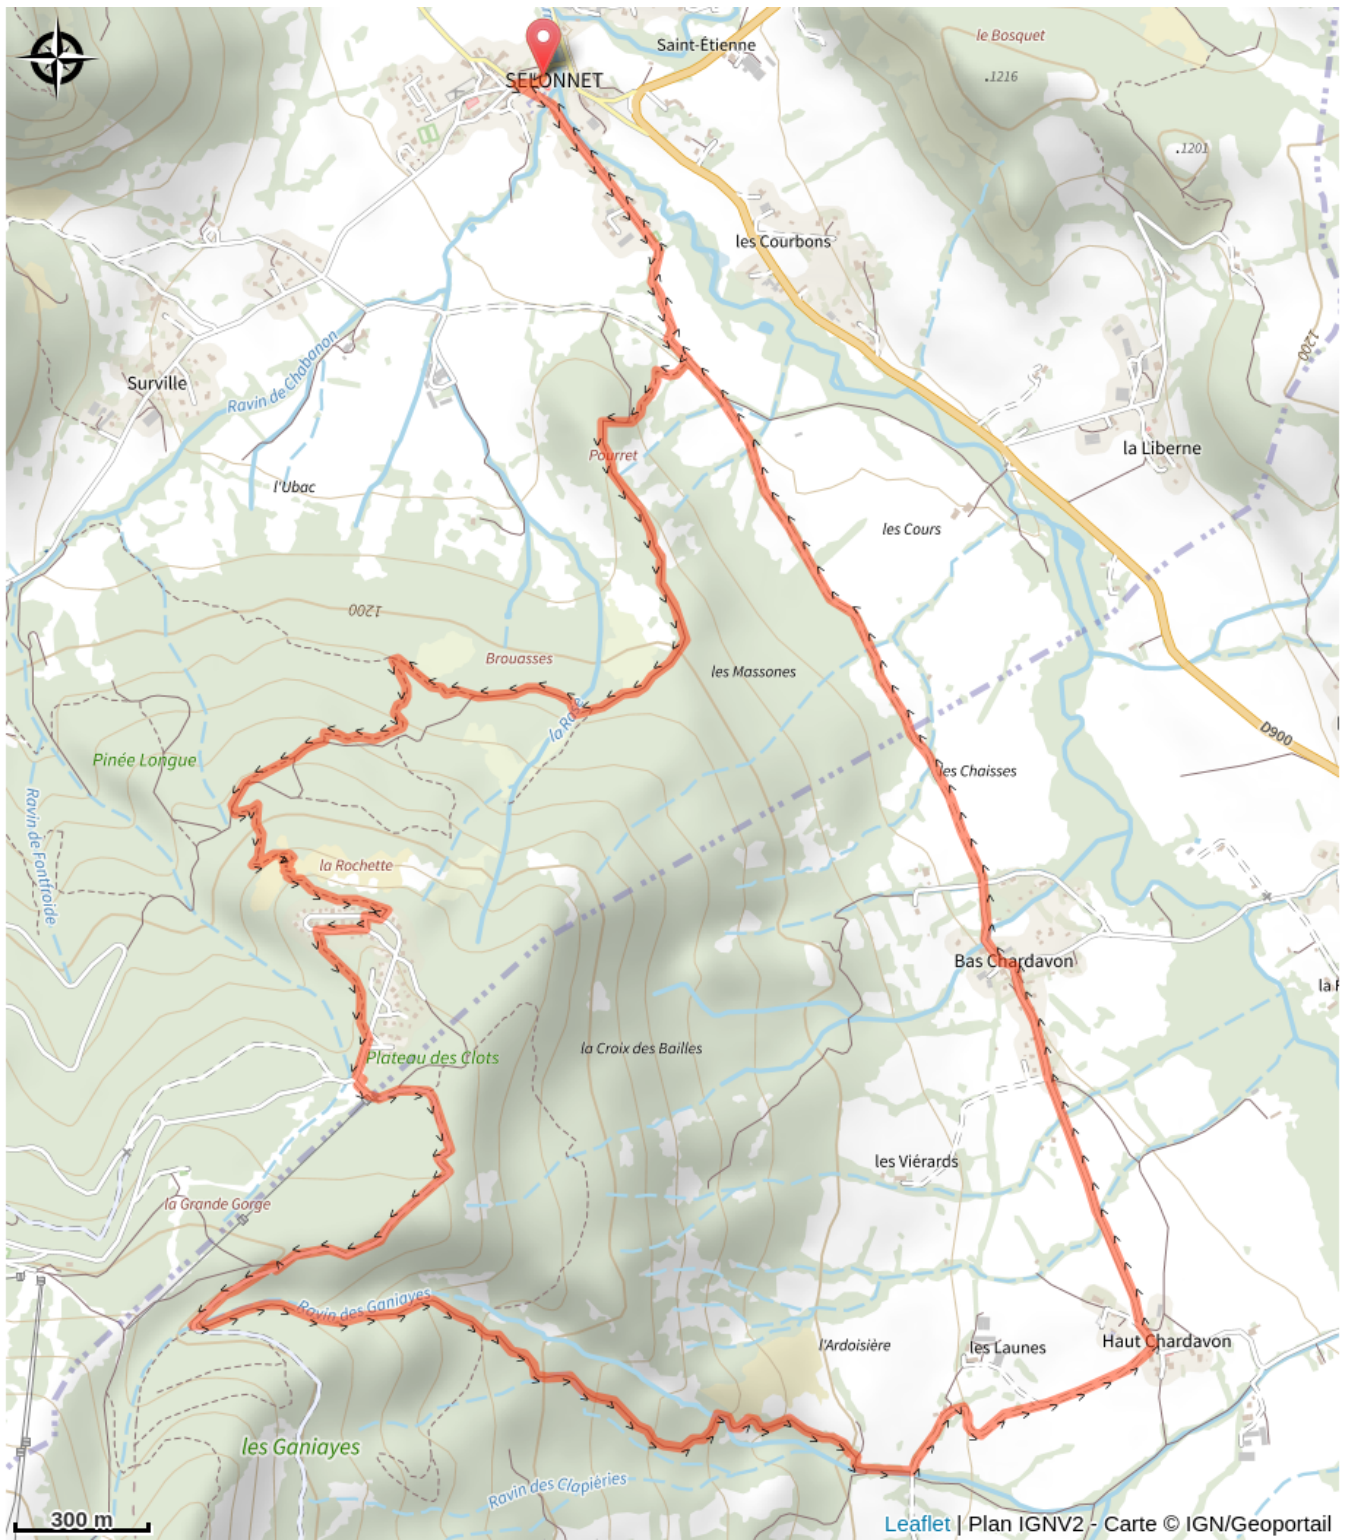 le Bosquet
Saint-Étienne
.1216
SELONNET
.1201
les Courbons
1200
Ravin de Chabanon
Surville
la Liberne
Pourret
l'Ubac
les Cours
1200
Brouasses
les Massones
D900
Pinée Longue
les Chaisses
Ravin de Fontfroide
la Rochette
Bas Chardavon
Plateau des Clots
la Croix des Bailles
les Viérards
la Grande Gorge
Ravin des Ganiayes
l'Ardoisière
les Launes
Haut Chardavon
les Ganiayes
Ravin des Clapiéries
300 m
Leaflet | Plan IGNV2 - Carte © IGN/Geoportail